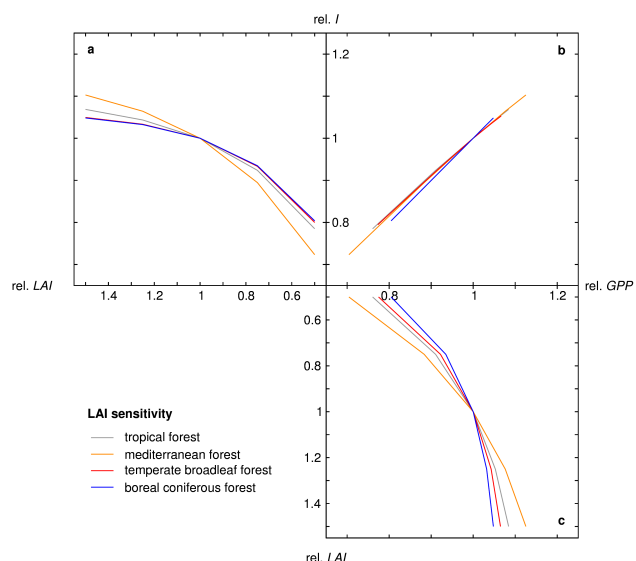 rel. I
a
b
1.2
1
0.8
rel. LAI
1.4 1.2 1 0.8 0.6
0.8 1 1.2
rel. GPP
0.6
0.8
1
1.2
1.4
c
LAI sensitivity
tropical forest
mediterranean forest
temperate broadleaf forest
boreal coniferous forest
rel. LAI